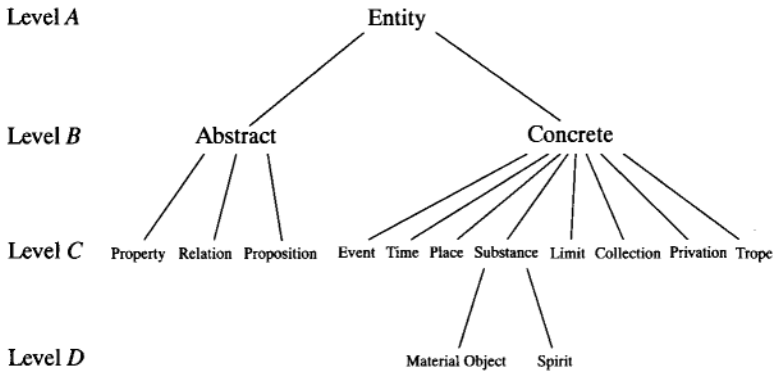 Level A Entity
Level B Abstract Concrete
Level C Property Relation Proposition Event Time Place Substance Limit Collection Privation Trope
Level D Material Object Spirit